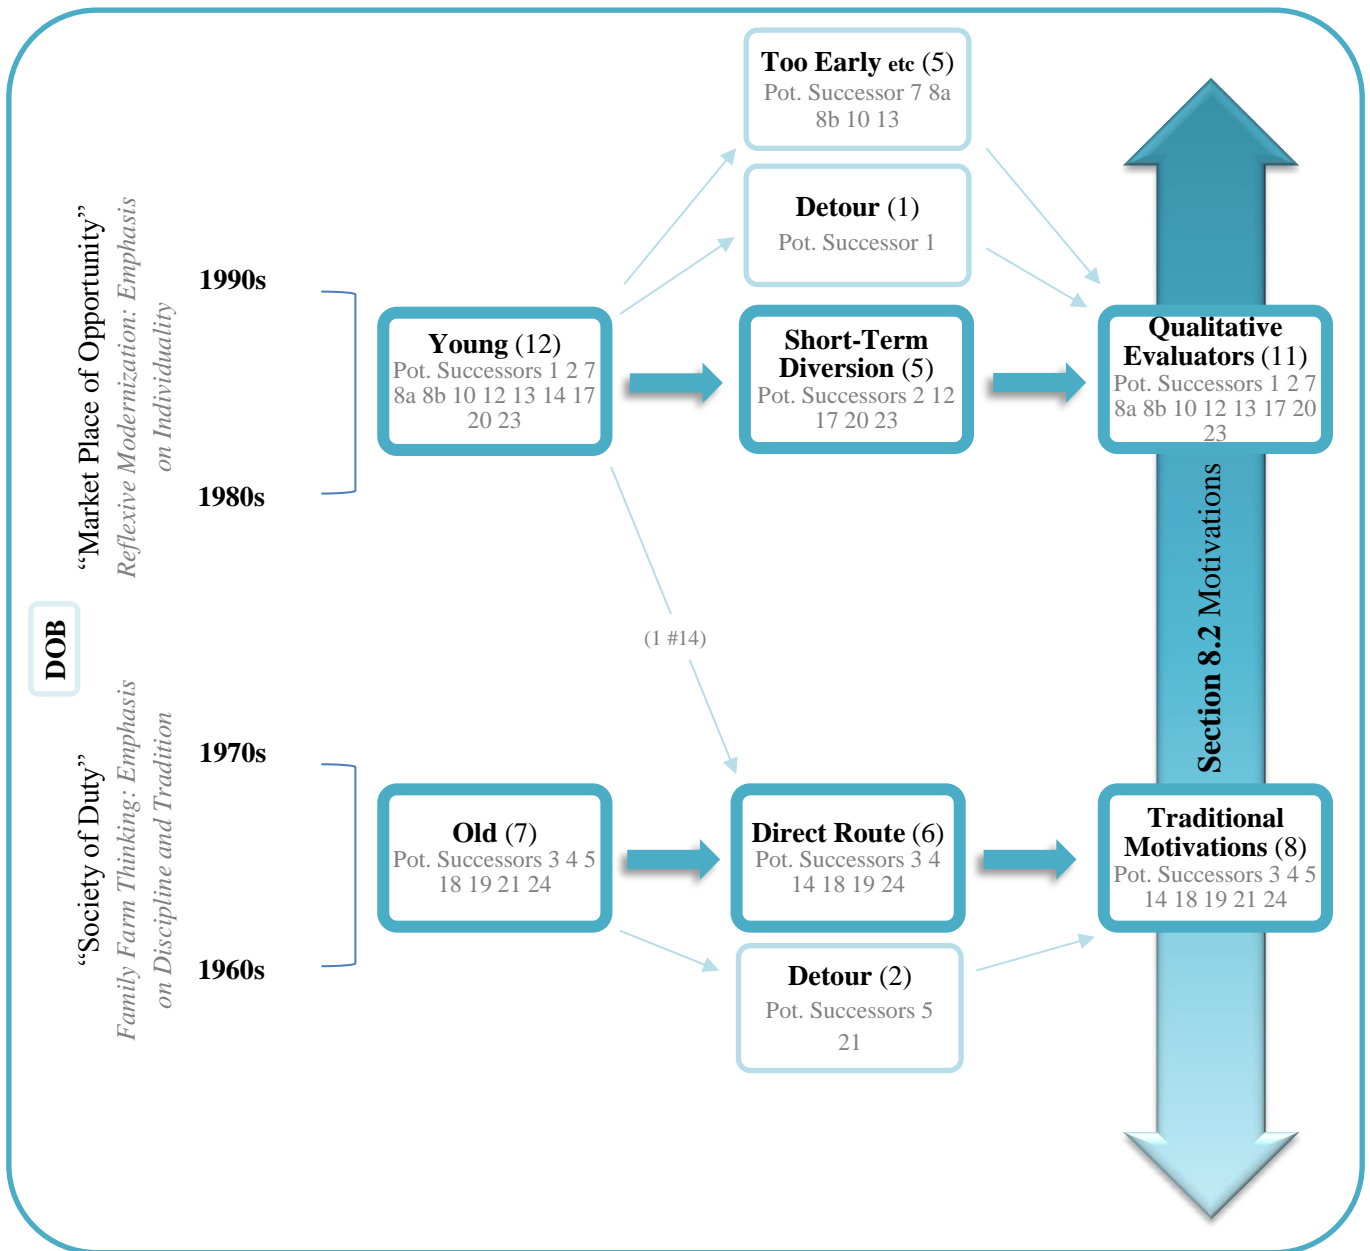 Too Early etc (5)
Pot. Successor 7 8a
8b 10 13
Detour (1)
Pot. Successor 1
“Market Place of Opportunity”
Reflexive Modernization: Emphasis
on Individuality
1990s
1980s
Young (12)
Pot. Successors 1 2 7
8a 8b 10 12 13 14 17
20 23
Short-Term
Diversion (5)
Pot. Successors 2 12
17 20 23
Qualitative
Evaluators (11)
Pot. Successors 1 2 7
8a 8b 10 12 13 17 20
23
(1 #14)
DOB
Section 8.2 Motivations
“Society of Duty”
Family Farm Thinking: Emphasis
on Discipline and Tradition
1970s
1960s
Old (7)
Pot. Successors 3 4 5
18 19 21 24
Direct Route (6)
Pot. Successors 3 4
14 18 19 24
Traditional
Motivations (8)
Pot. Successors 3 4 5
14 18 19 21 24
Detour (2)
Pot. Successors 5
21